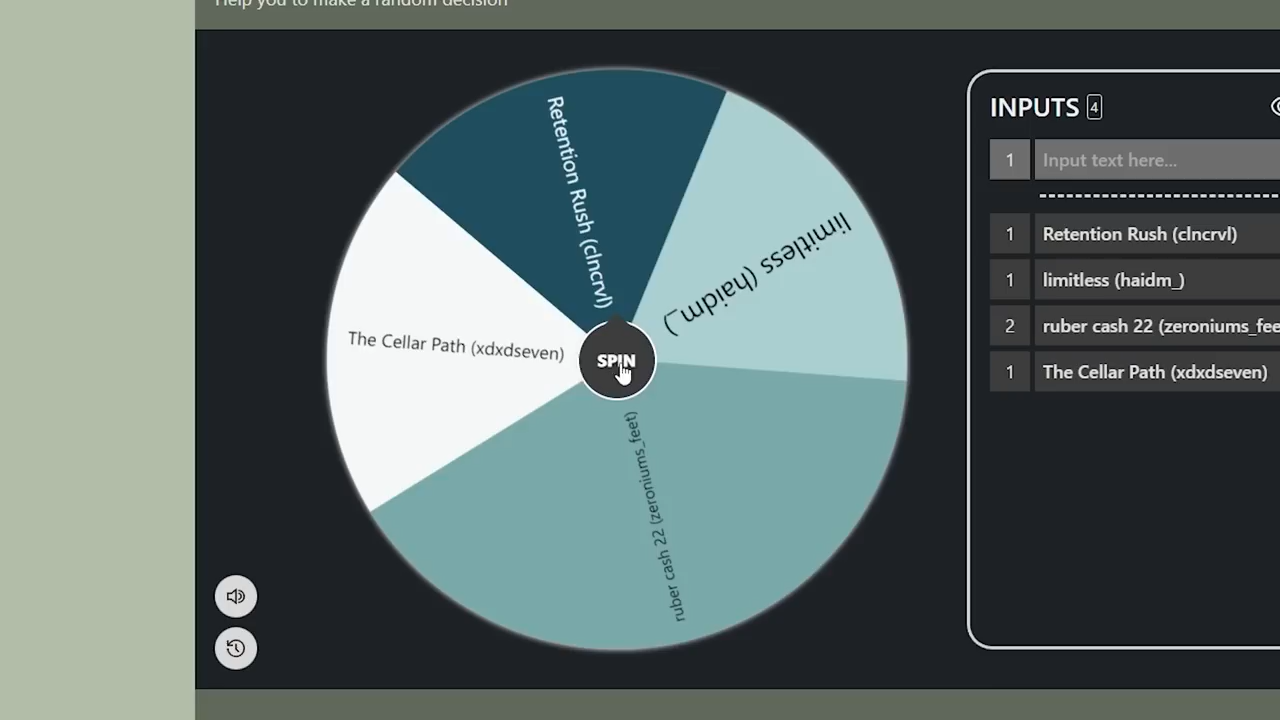 Help you to make a random decision
Retention Rush (clncrvl)
limitless (haidm_)
The Cellar Path (xdxdseven)
SPIN
ruber cash 22 (zeroniums_feet)
INPUTS 4
1 Input text here...
1 Retention Rush (clncrvl)
1 limitless (haidm_)
2 ruber cash 22 (zeroniums_fee
1 The Cellar Path (xdxdseven)